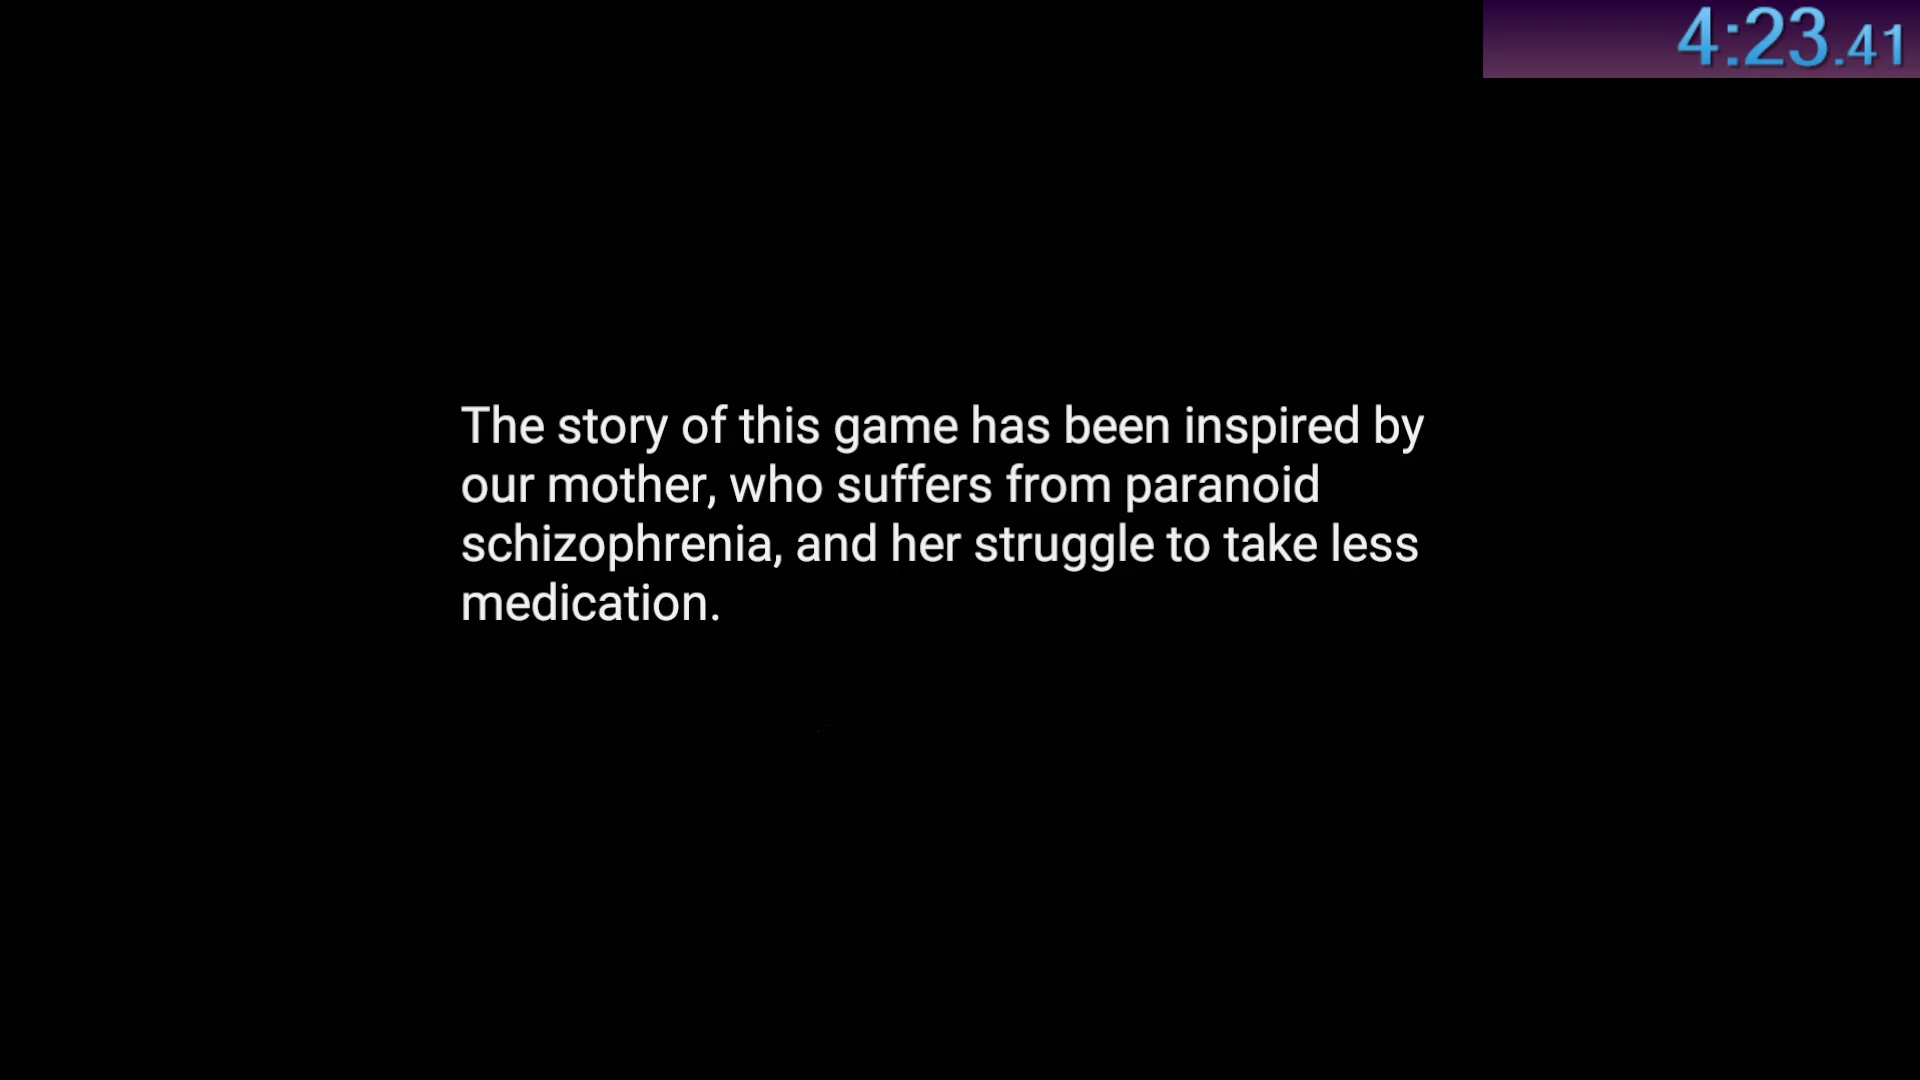 4:23.41
The story of this game has been inspired by
our mother, who suffers from paranoid
schizophrenia, and her struggle to take less
medication.